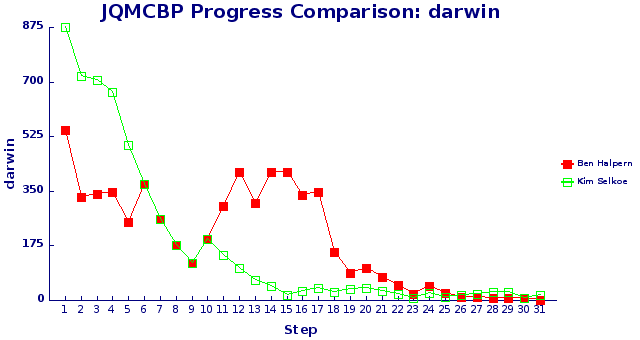 JQMCBP Progress Comparison: darwin
875
700
525
350
175
0
darwin
1 2 3 4 5 6 7 8 9 10 11 12 13 14 15 16 17 18 19 20 21 22 23 24 25 26 27 28 29 30 31
Step
Ben Halpern
Kim Selkoe